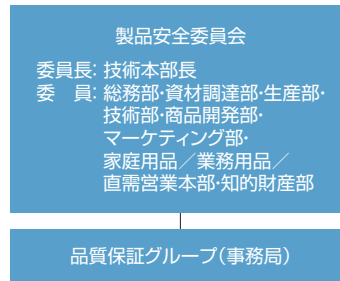 製品安全委員会
委員長: 技術本部長
委　員: 総務部・資材調達部・生産部・
技術部・商品開発部・
マーケティング部・
家庭用品／業務用品／
直需営業本部・知的財産部
品質保証グループ(事務局)